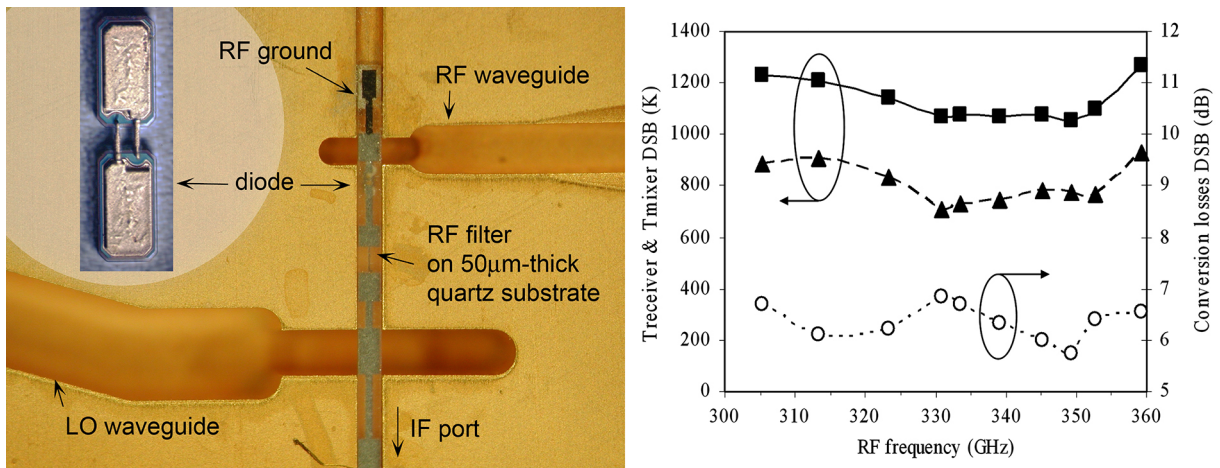 RF ground
RF waveguide
diode
RF filter
on 50μm-thick
quartz substrate
LO waveguide
IF port
Treceiver & Tmixer DSB (K)
1400
1200
1000
800
600
400
200
0
300
310
320
330
340
350
360
RF frequency (GHz)
12
11
10
9
8
7
6
5
Conversion losses DSB (dB)